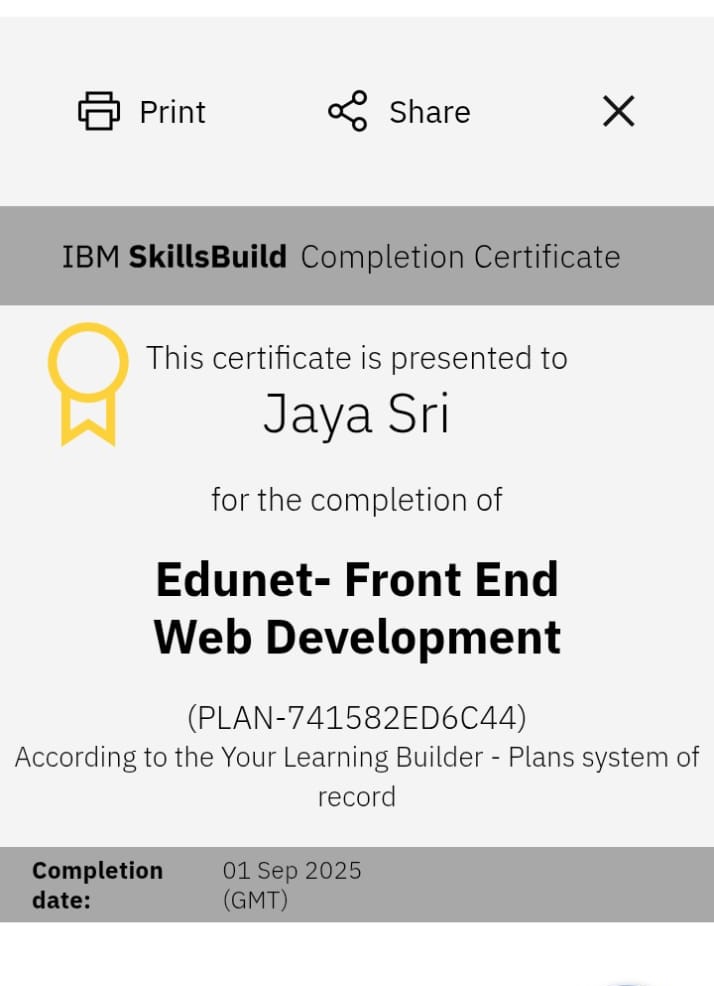 Print Share
IBM SkillsBuild Completion Certificate
This certificate is presented to
Jaya Sri
for the completion of
Edunet- Front End
Web Development
(PLAN-741582ED6C44)
According to the Your Learning Builder - Plans system of
record
Completion 01 Sep 2025
date: (GMT)